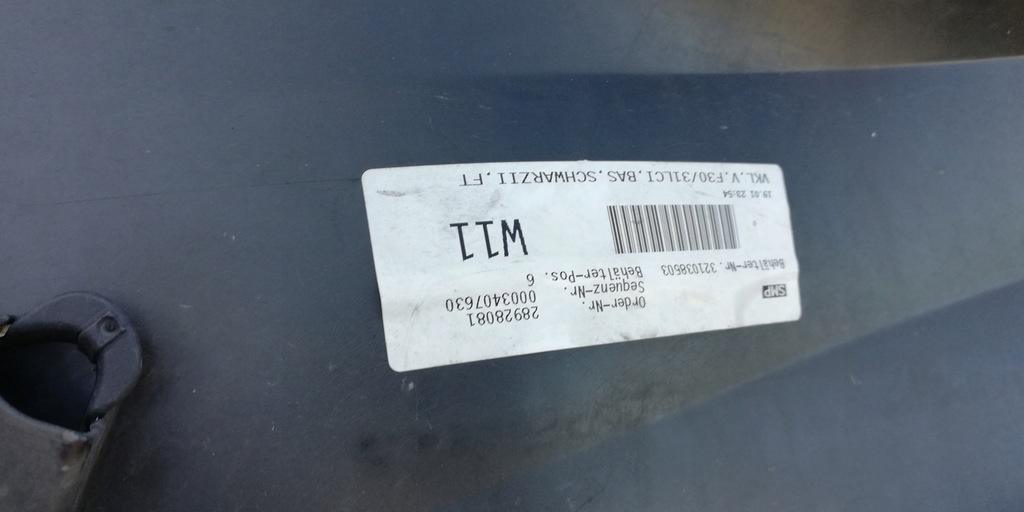 SMP
Order-Nr. 28928081
Sequenz-Nr. 0003407630
Behälter-Nr. 321038603 Behälter-Pos. 6
W11
19.01 23:54
VKL,V,F30/31LCI,BAS,SCHWARZII,FT